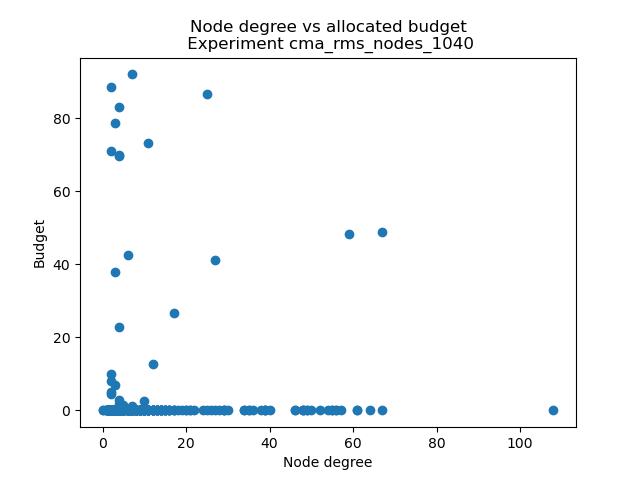 Node degree vs allocated budget
Experiment cma_rms_nodes_1040
Budget
80
60
40
20
0
0 20 40 60 80 100
Node degree